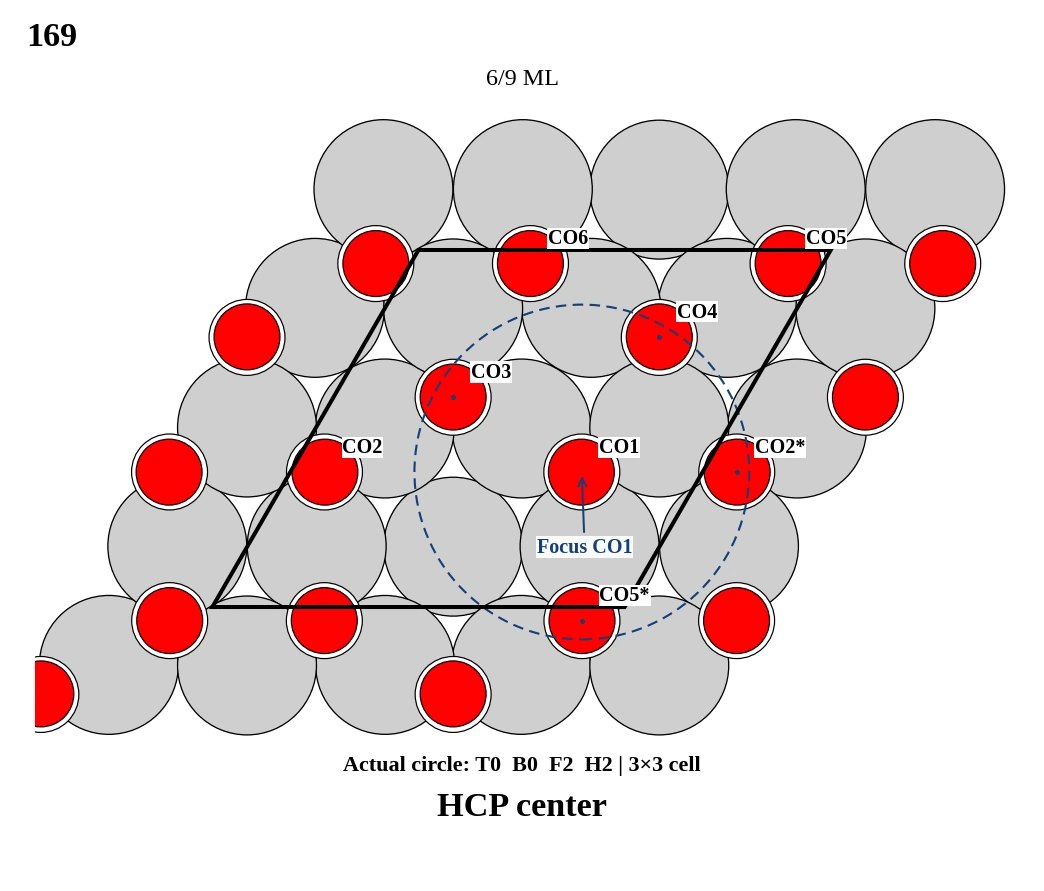 169
6/9 ML
CO6
CO5
CO4
CO3
CO2
CO1
CO2*
Focus CO1
CO5*
Actual circle: T0 B0 F2 H2 | 3×3 cell
HCP center